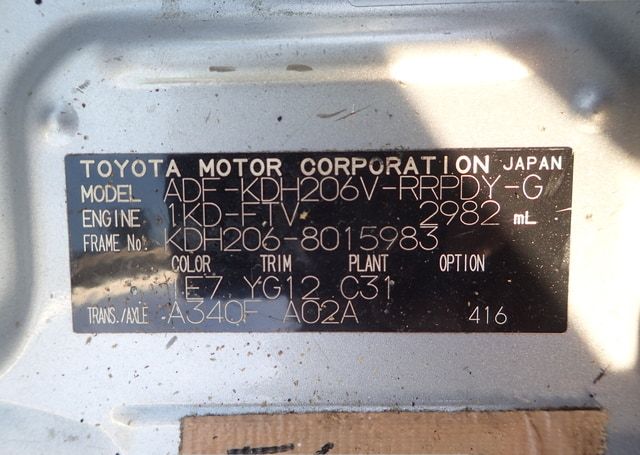 TOYOTA MOTOR CORPORATION JAPAN
MODEL ADF-KDH206V-RRPDY-G
ENGINE 1KD-FTV 2982 mL
FRAME No. KDH206-8015983
COLOR TRIM PLANT OPTION
1E7 YG12 C31
TRANS./AXLE A340F A02A 416